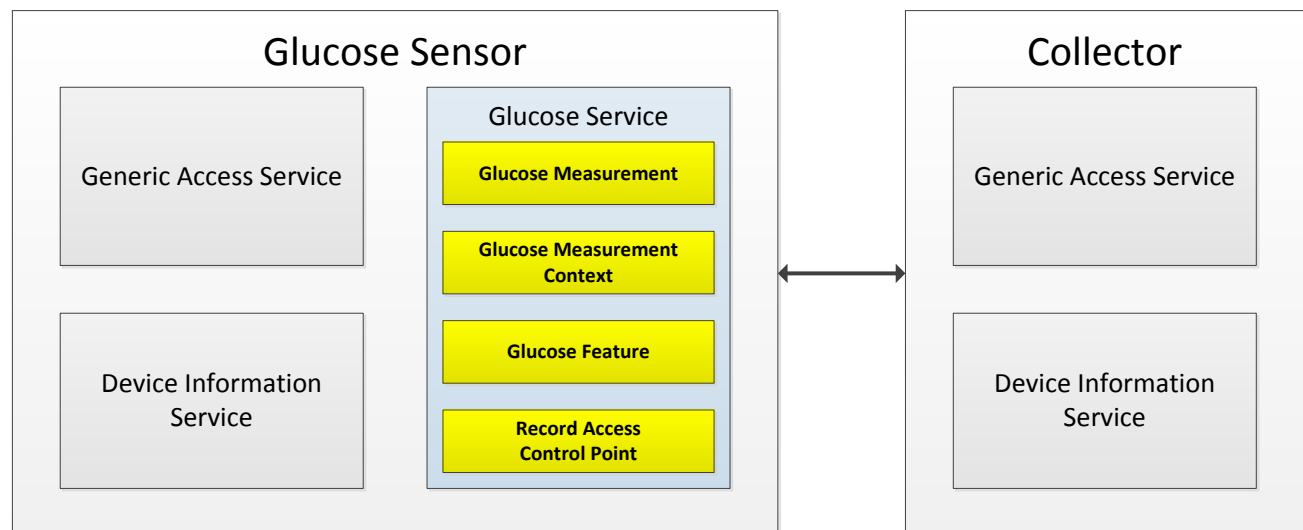 Glucose Sensor
Generic Access Service
Device Information
Service
Glucose Service
Glucose Measurement
Glucose Measurement
Context
Glucose Feature
Record Access
Control Point
Collector
Generic Access Service
Device Information
Service